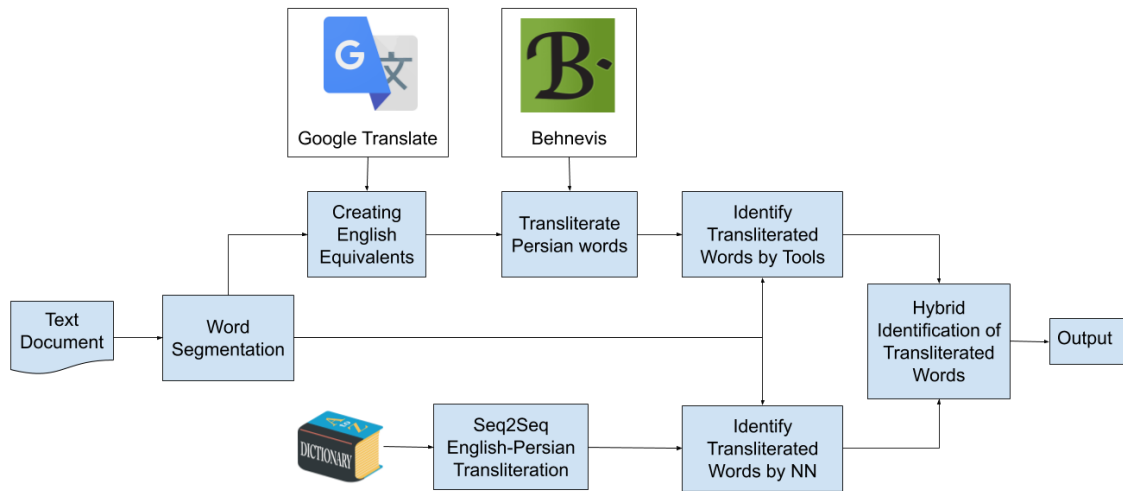 G 文
Google Translate
B
Behnevis
Creating
English
Equivalents
Transliterate
Persian words
Identify
Transliterated
Words by Tools
Text
Document
Word
Segmentation
Hybrid
Identification of
Transliterated
Words
Output
A
Z
DICTIONARY
Seq2Seq
English-Persian
Transliteration
Identify
Transliterated
Words by NN